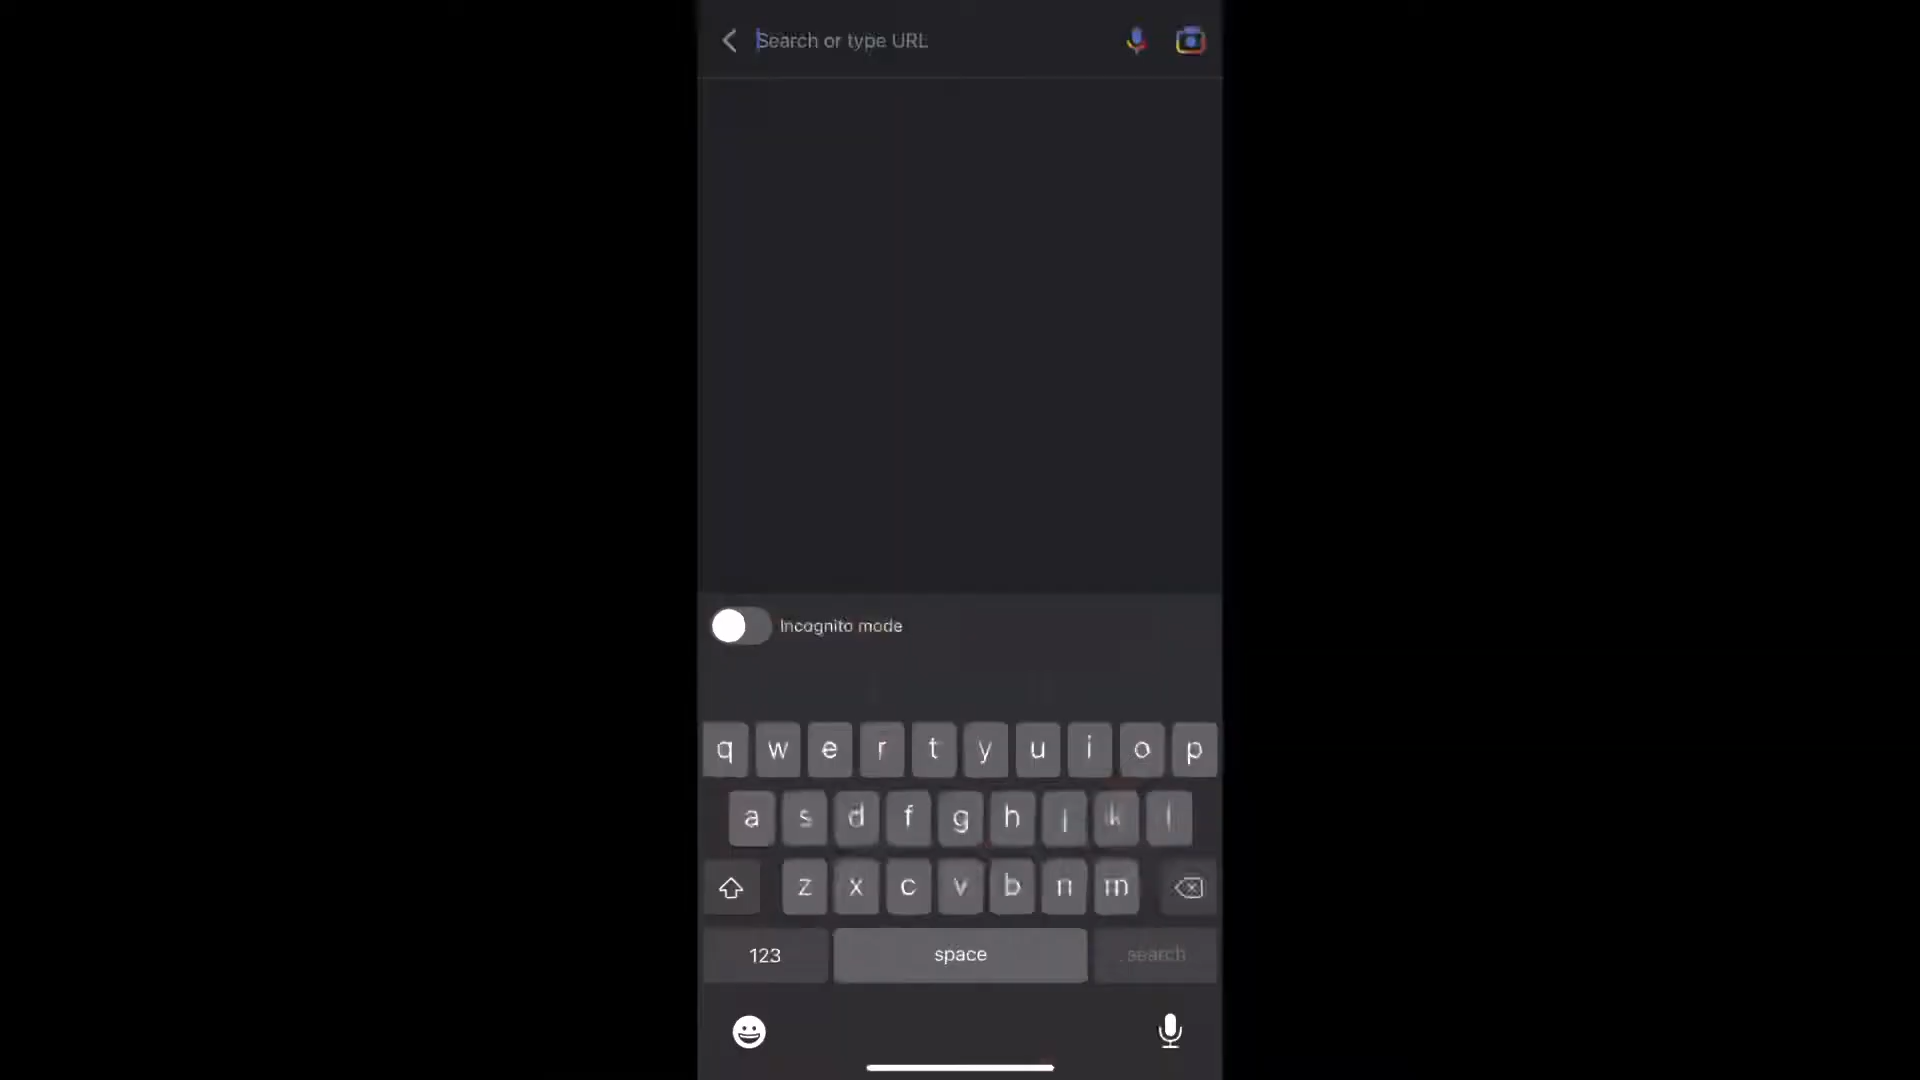 Search or type URL
Incognito mode
q w e r t y u i o p
a s d f g h j k l
z x c v b n m
123 space search